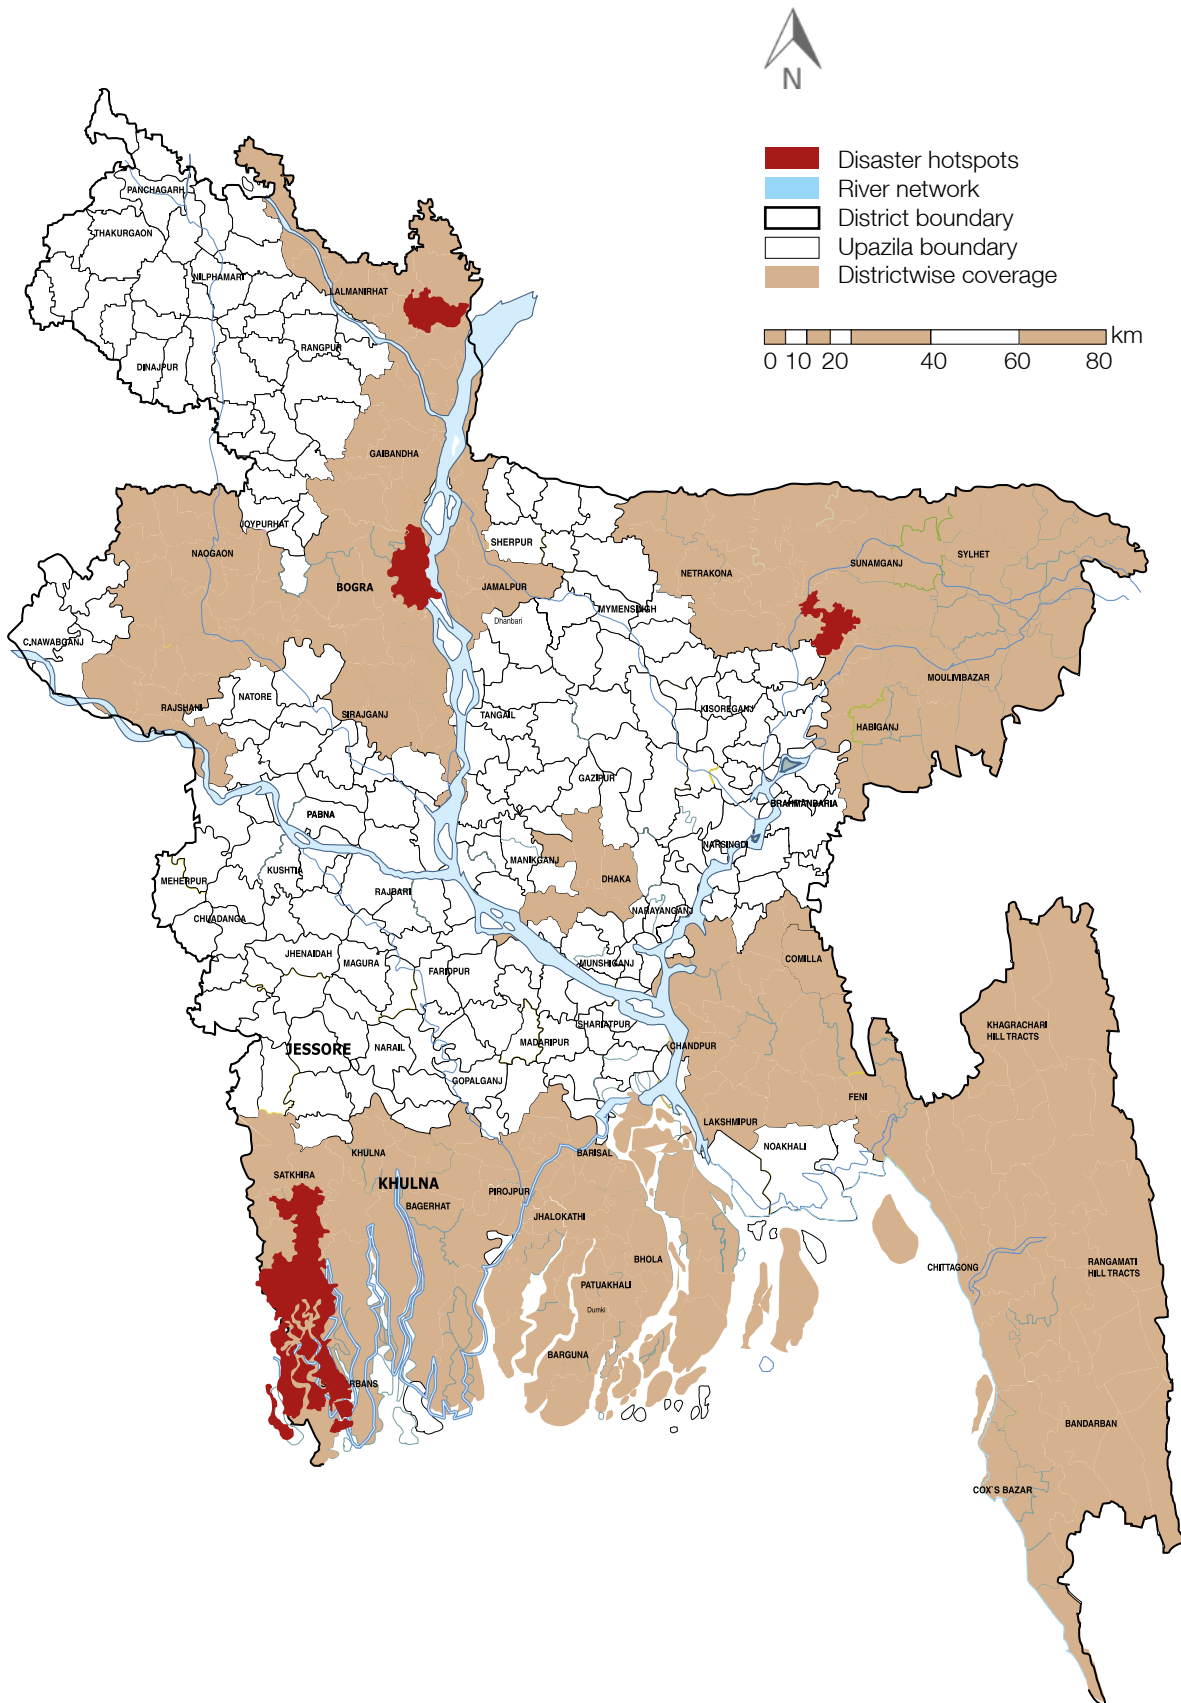 N
Disaster hotspots
River network
District boundary
Upazila boundary
Districtwise coverage
km
0 10 20 40 60 80
PANCHAGARH
THAKURGAON
NILPHAMARI
LALMANIRHAT
RANGPUR
DINAJPUR
GAIBANDHA
JOYPURHAT
NAOGAON
BOGRA
SHERPUR
JAMALPUR
Dhanbari
MYMENSINGH
NETRAKONA
SUNAMGANJ
SYLHET
C.NAWABGANJ
MOULIVIBAZAR
RAJSHAHI
NATORE
SIRAJGANJ
TANGAIL
KISOREGANJ
HABIGANJ
GAZIPUR
PABNA
BRAHMANBARIA
NARSINGDI
MANIKGANJ
MEHERPUR
KUSHTIA
RAJBARI
DHAKA
CHUADANGA
NARAYANGANJ
JHENAIDAH
MAGURA
FARIDPUR
MUNSHIGANJ
COMILLA
SHARIATPUR
KHAGRACHARI
HILL TRACTS
JESSORE
NARAIL
MADARIPUR
CHANDPUR
GOPALGANJ
FENI
LAKSHMIPUR
NOAKHALI
KHULNA
BARISAL
SATKHIRA
KHULNA
PIROJPUR
BAGERHAT
JHALOKATHI
BHOLA
CHITTAGONG
RANGAMATI
HILL TRACTS
PATUAKHALI
Dumki
BARGUNA
RBANS
BANDARBAN
COX`S BAZAR